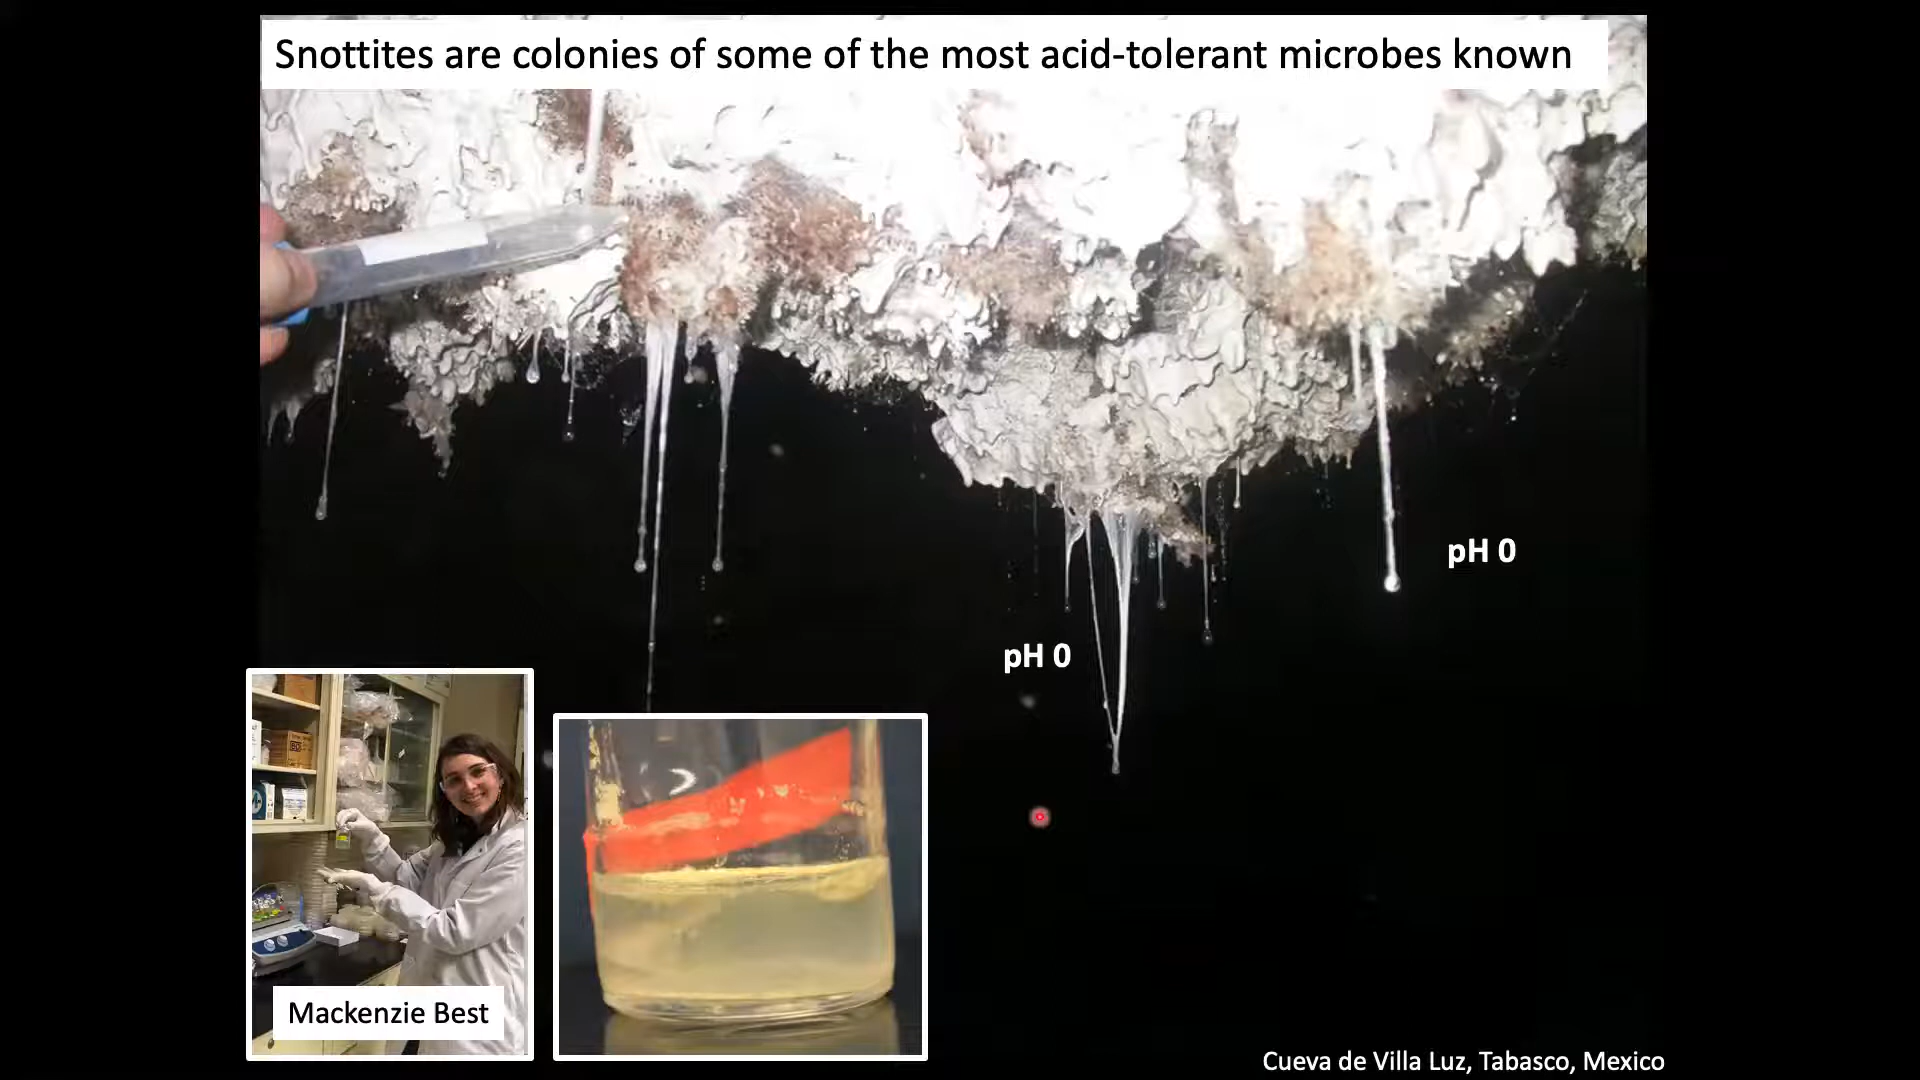 Snottites are colonies of some of the most acid-tolerant microbes known
pH 0
pH 0
Mackenzie Best
Cueva de Villa Luz, Tabasco, Mexico